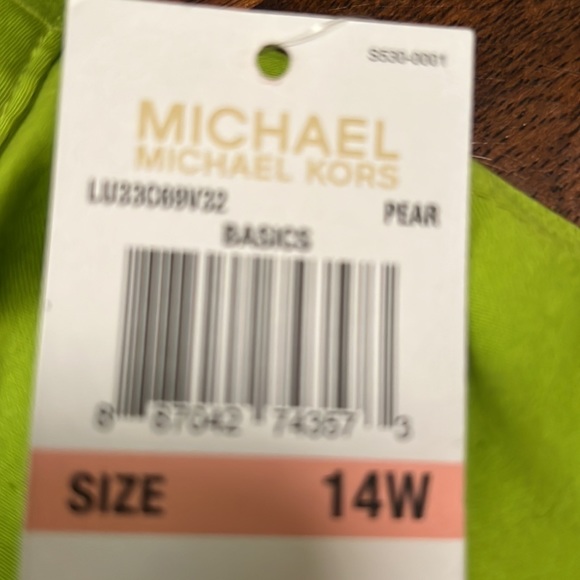 S530-0001
MICHAEL
MICHAEL KORS
PEAR
BASICS
SIZE 14W